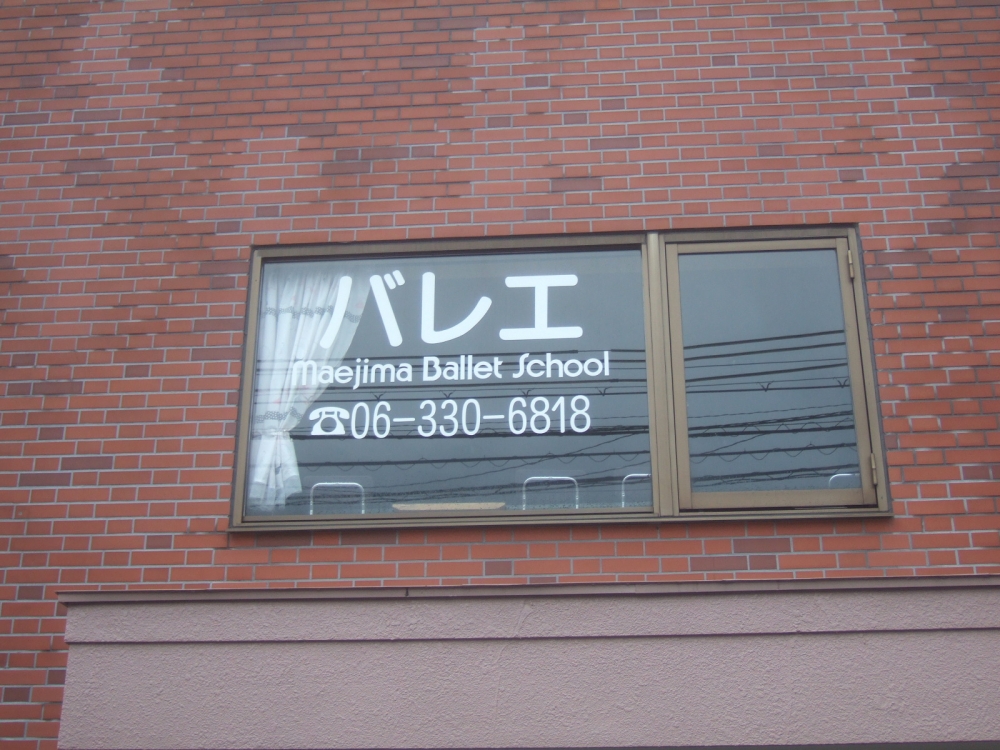 バレエ
Maejima Ballet School
☎06-330-6818